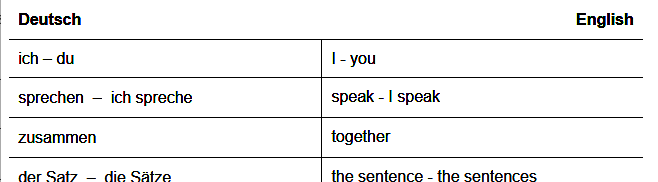 Deutsch English
ich – du I - you
sprechen – ich spreche speak - I speak
zusammen together
der Satz – die Sätze the sentence - the sentences